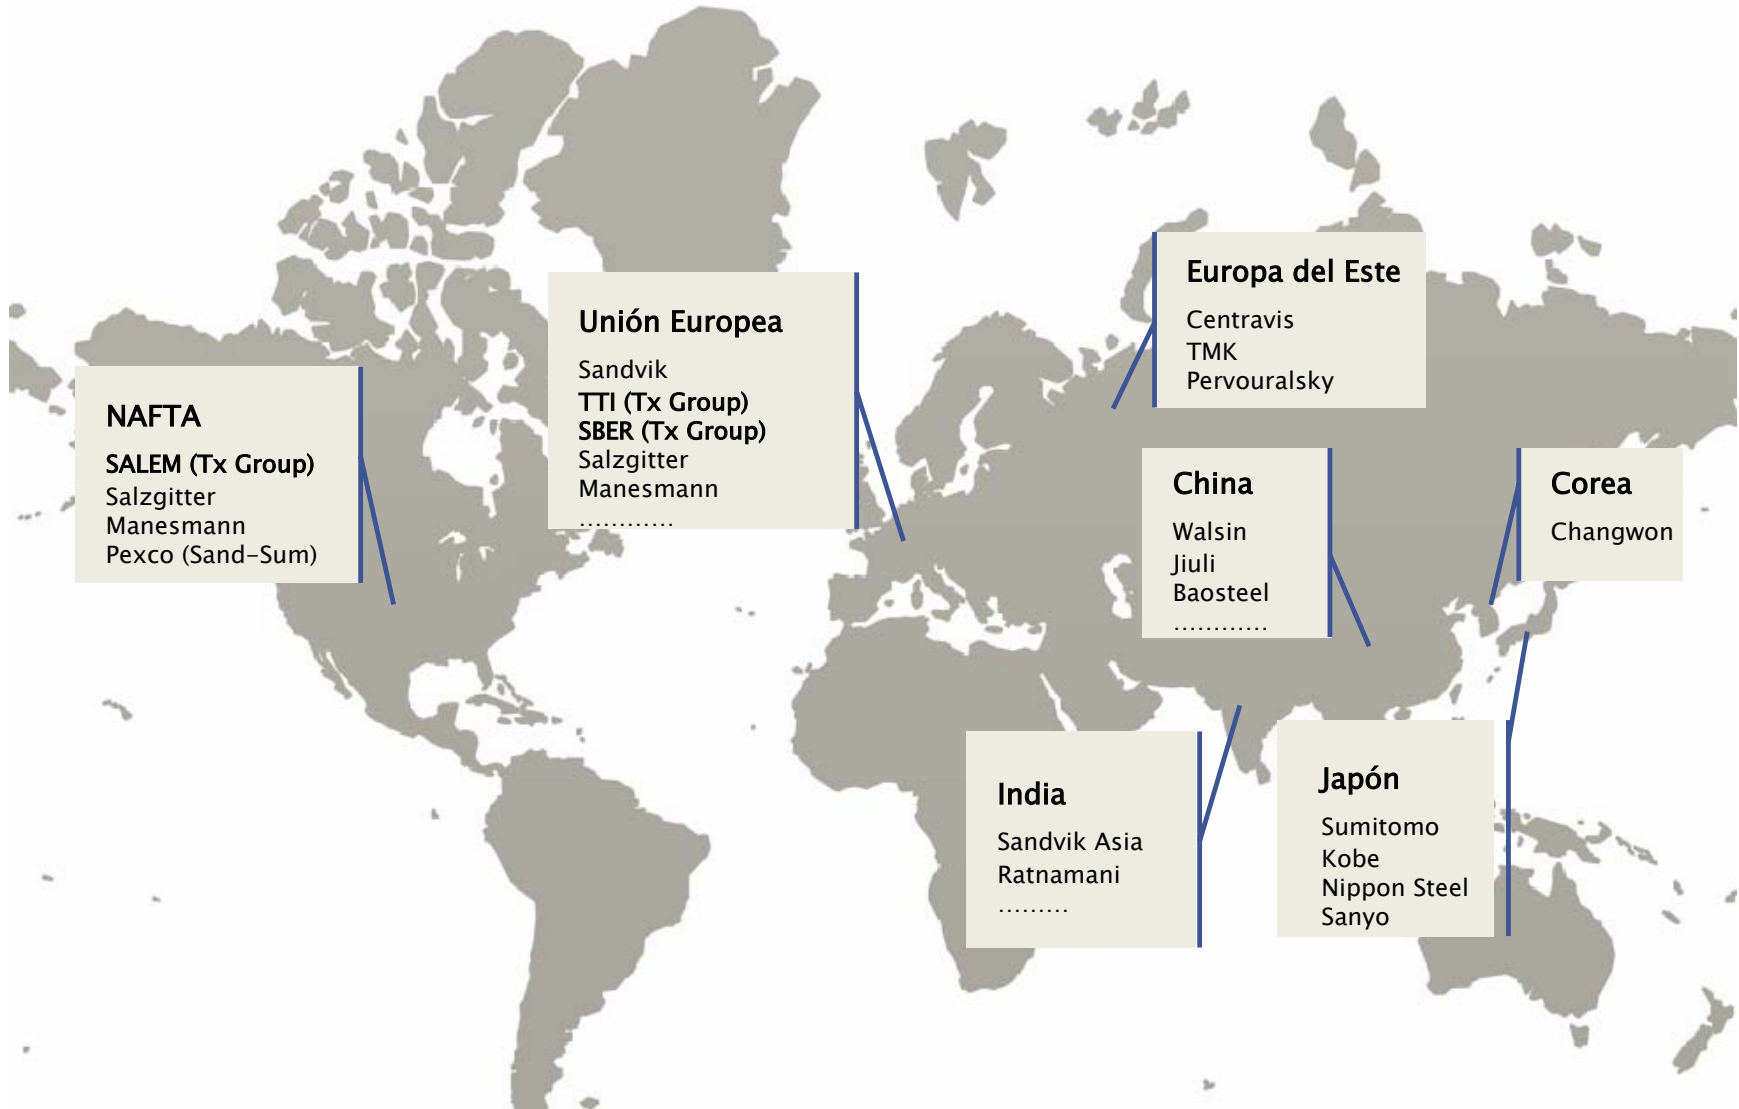 NAFTA
SALEM (Tx Group)
Salzgitter
Manesmann
Pexco (Sand-Sum)
Unión Europea
Sandvik
TTI (Tx Group)
SBER (Tx Group)
Salzgitter
Manesmann
............
Europa del Este
Centravis
TMK
Pervouralsky
China
Walsin
Jiuli
Baosteel
............
Corea
Changwon
India
Sandvik Asia
Ratnamani
.........
Japón
Sumitomo
Kobe
Nippon Steel
Sanyo